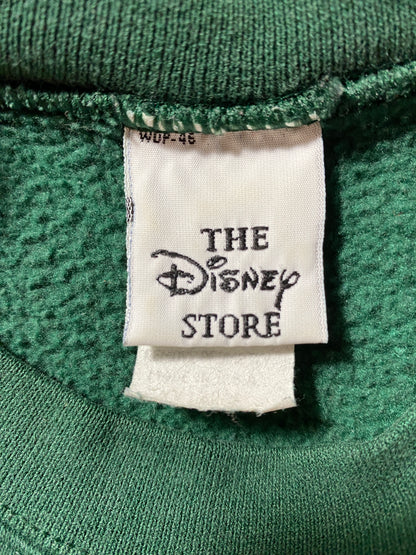 WDP-46
THE
Disney
STORE